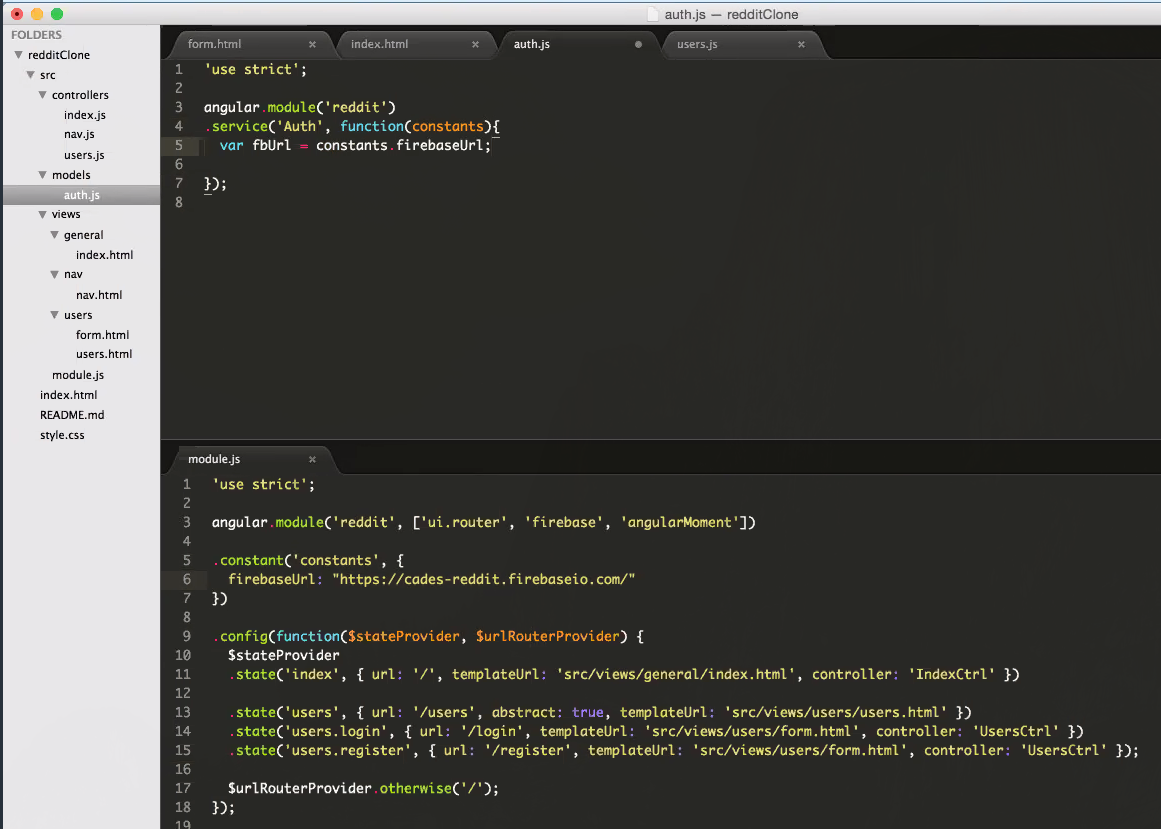 auth.js — redditClone
FOLDERS
redditClone
src
controllers
index.js
nav.js
users.js
models
auth.js
views
general
index.html
nav
nav.html
users
form.html
users.html
module.js
index.html
README.md
style.css
form.html × index.html × auth.js users.js ×
1 'use strict';
2
3 angular.module('reddit')
4 .service('Auth', function(constants){
5 var fbUrl = constants.firebaseUrl;
6
7 });
8
module.js ×
1 'use strict';
2
3 angular.module('reddit', ['ui.router', 'firebase', 'angularMoment'])
4
5 .constant('constants', {
6 firebaseUrl: "https://cades-reddit.firebaseio.com/"
7 })
8
9 .config(function($stateProvider, $urlRouterProvider) {
10 $stateProvider
11 .state('index', { url: '/', templateUrl: 'src/views/general/index.html', controller: 'IndexCtrl' })
12
13 .state('users', { url: '/users', abstract: true, templateUrl: 'src/views/users/users.html' })
14 .state('users.login', { url: '/login', templateUrl: 'src/views/users/form.html', controller: 'UsersCtrl' })
15 .state('users.register', { url: '/register', templateUrl: 'src/views/users/form.html', controller: 'UsersCtrl' });
16
17 $urlRouterProvider.otherwise('/');
18 });
19